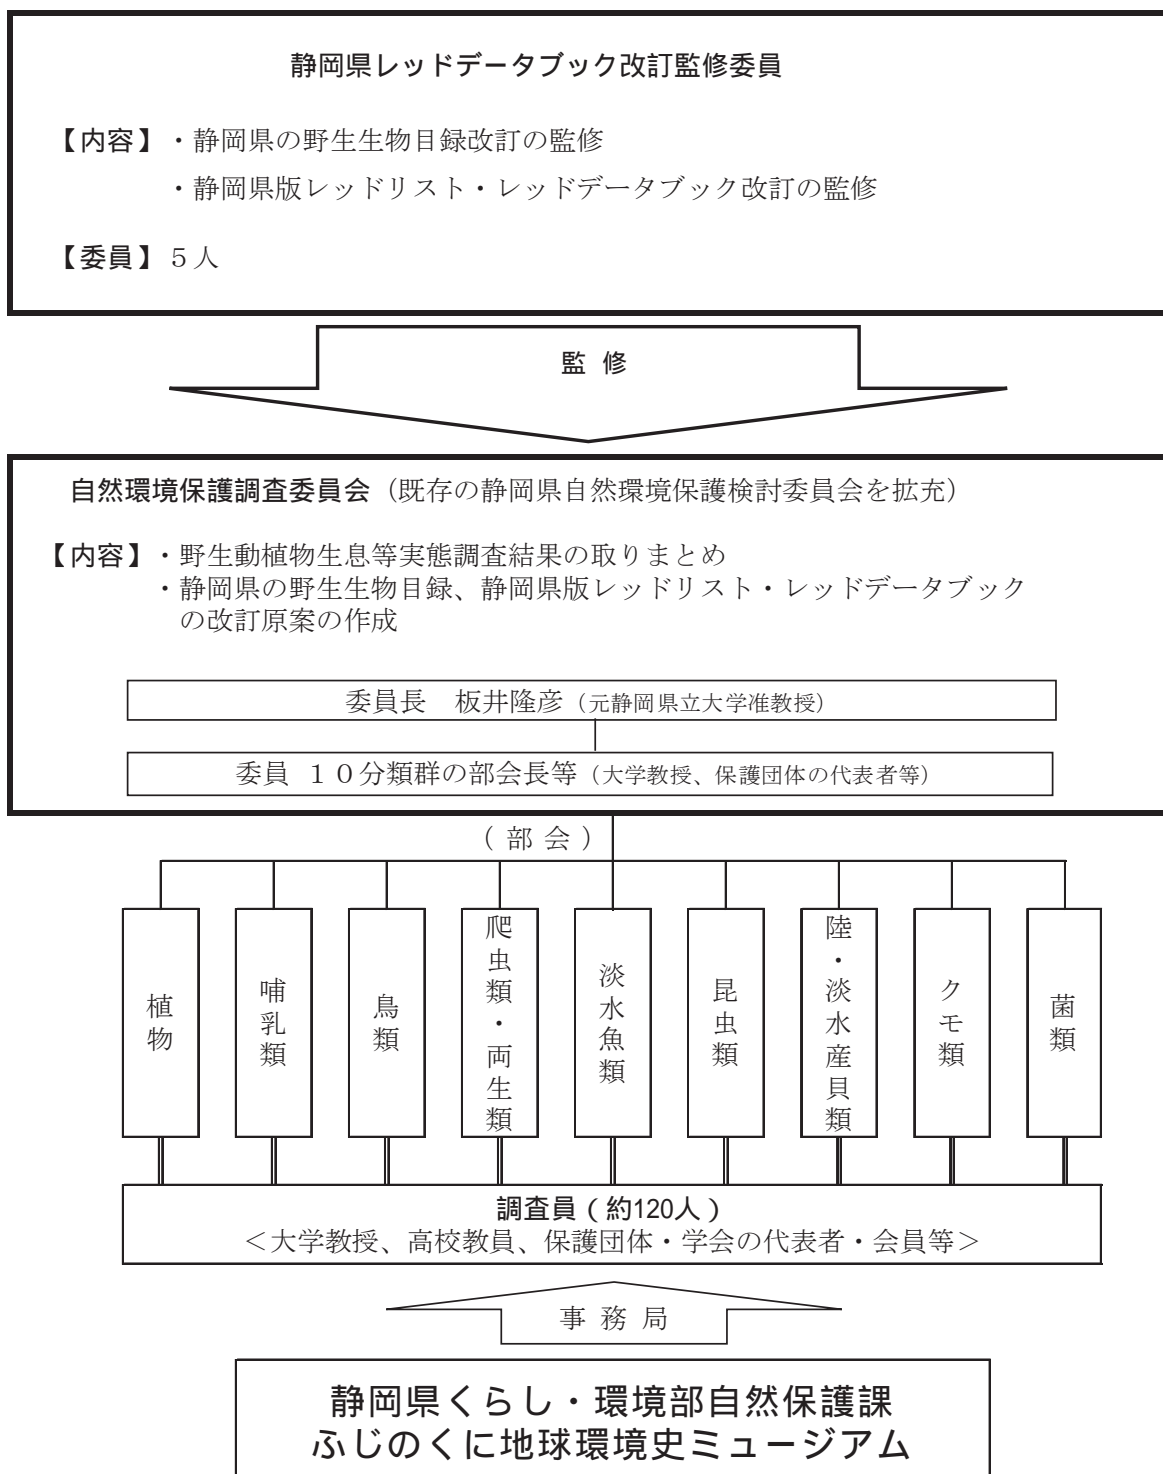 静岡県レッドデータブック改訂監修委員
【内容】・静岡県の野生生物目録改訂の監修
・静岡県版レッドリスト・レッドデータブック改訂の監修
【委員】５人
監 修
自然環境保護調査委員会（既存の静岡県自然環境保護検討委員会を拡充）
【内容】・野生動植物生息等実態調査結果の取りまとめ
・静岡県の野生生物目録、静岡県版レッドリスト・レッドデータブック
の改訂原案の作成
委員長　板井隆彦（元静岡県立大学准教授）
委員 １０分類群の部会長等（大学教授、保護団体の代表者等）
（ 部 会 ）
植物
哺乳類
鳥類
爬虫類・両生類
淡水魚類
昆虫類
陸・淡水産貝類
クモ類
菌類
調査員（約120人）
＜大学教授、高校教員、保護団体・学会の代表者・会員等＞
事 務 局
静岡県くらし・環境部自然保護課
ふじのくに地球環境史ミュージアム